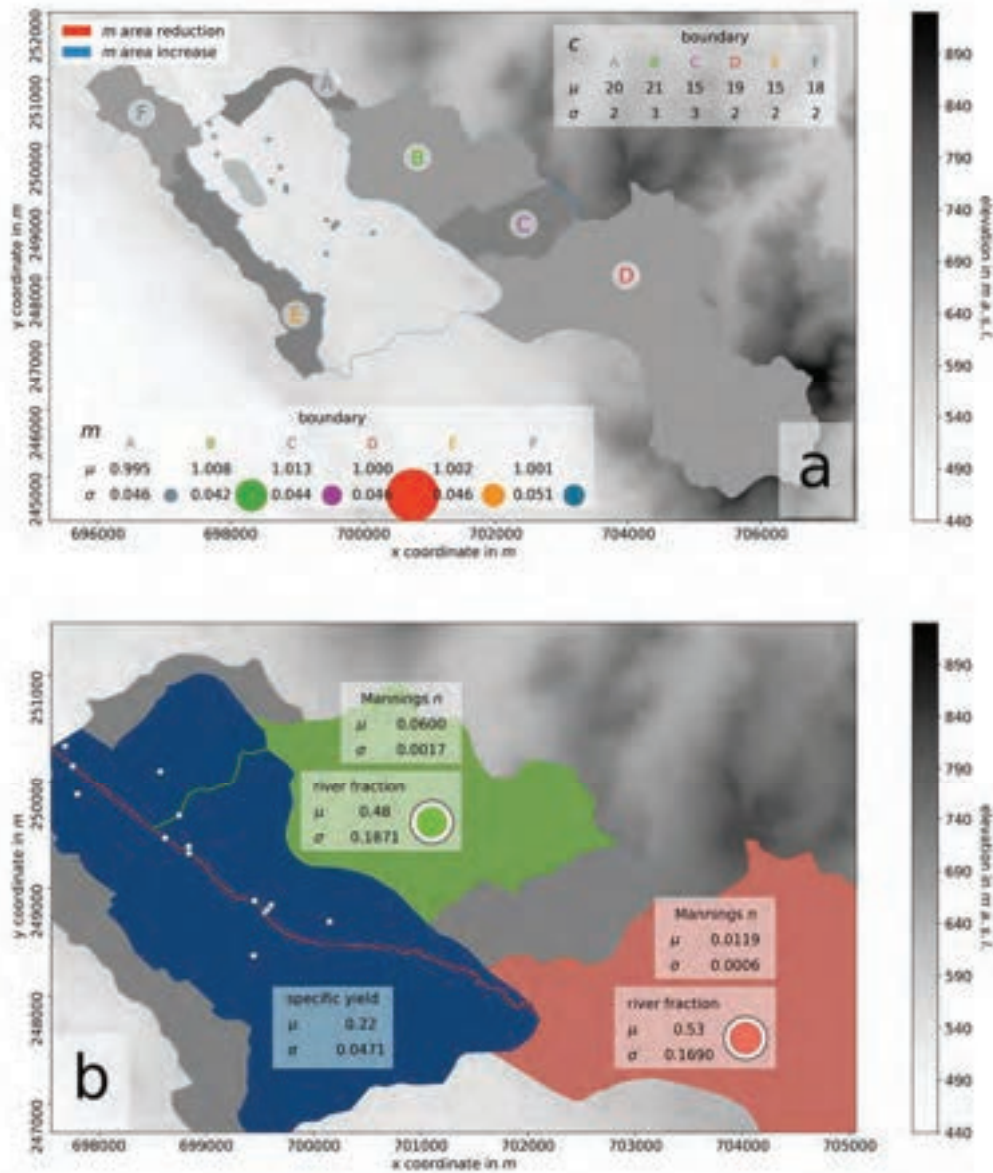 m area reduction
m area increase
c boundary
A B C D E F
μ 20 21 15 19 15 18
σ 2 3 2 2 2
A
B
C
D
E
F
m boundary
A B C D E F
μ 0.995 1.008 1.013 1.000 1.002 1.001
σ 0.046 0.042 0.044 0.046 0.046 0.051
a
252000
251000
250000
249000
248000
247000
246000
245000
y coordinate in m
696000 698000 700000 702000 704000 706000
x coordinate in m
890
840
790
740
690
640
590
540
490
440
elevation in m a.s.l.
Mannings n
μ 0.0600
σ 0.0017
river fraction
μ 0.48
σ 0.1871
Mannings n
μ 0.0119
σ 0.0006
river fraction
μ 0.53
σ 0.1690
specific yield
μ 0.22
σ 0.0471
b
251000
250000
249000
248000
247000
y coordinate in m
698000 699000 700000 701000 702000 703000 704000 705000
x coordinate in m
890
840
790
740
690
640
590
540
490
440
elevation in m a.s.l.